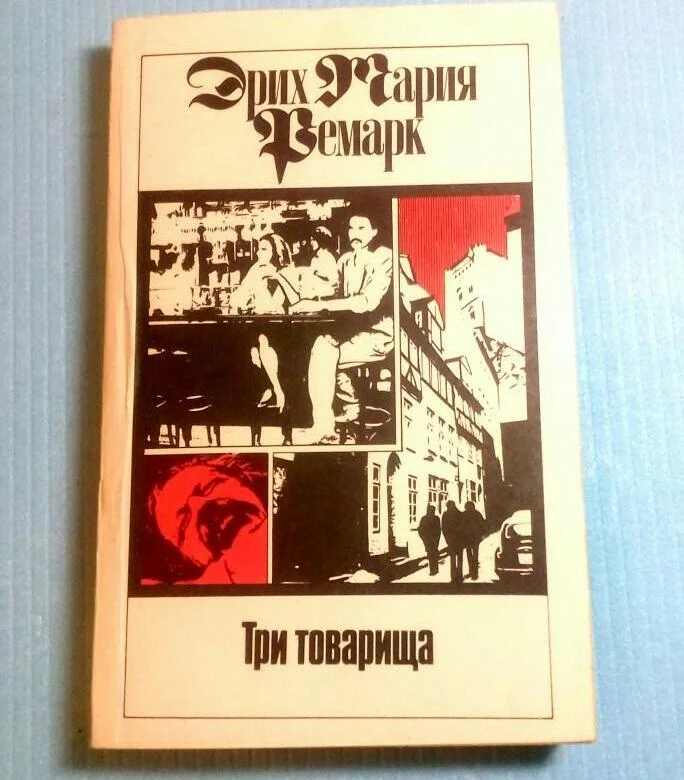 Эрих Мария
Ремарк
Три товарища